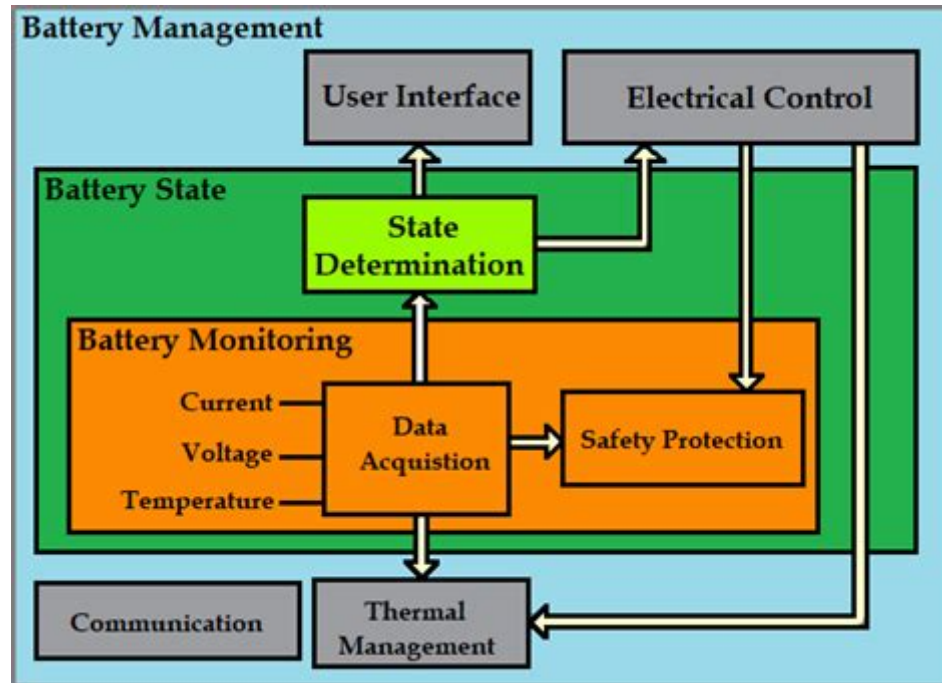 Battery Management
User Interface
Electrical Control
Battery State
State
Determination
Battery Monitoring
Current
Voltage
Temperature
Data
Acquistion
Safety Protection
Communication
Thermal
Management